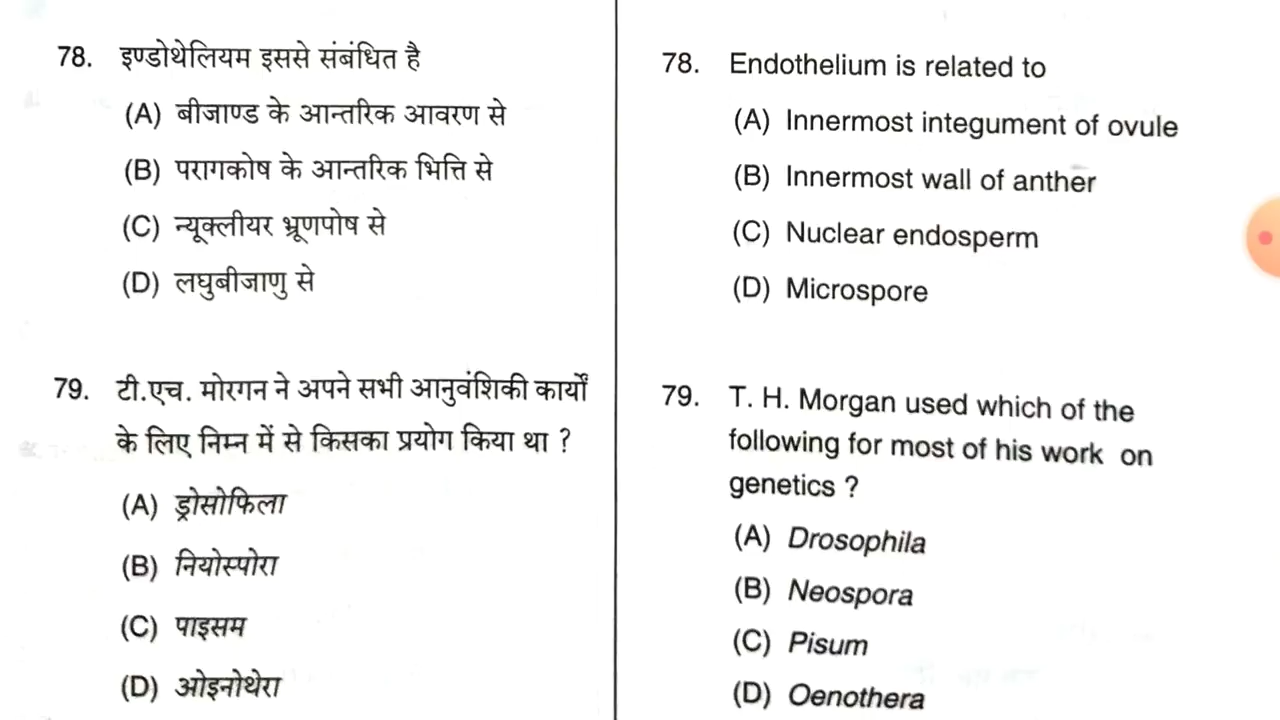 78. इण्डोथेलियम इससे संबंधित है
(A) बीजाण्ड के आन्तरिक आवरण से
(B) परागकोष के आन्तरिक भित्ति से
(C) न्यूक्लीयर भ्रूणपोष से
(D) लघुबीजाणु से
79. टी.एच. मोरगन ने अपने सभी आनुवंशिकी कार्यों
के लिए निम्न में से किसका प्रयोग किया था ?
(A) ड्रोसोफिला
(B) नियोस्पोरा
(C) पाइसम
(D) ओइनोथेरा
78. Endothelium is related to
(A) Innermost integument of ovule
(B) Innermost wall of anther
(C) Nuclear endosperm
(D) Microspore
79. T. H. Morgan used which of the
following for most of his work on
genetics ?
(A) Drosophila
(B) Neospora
(C) Pisum
(D) Oenothera